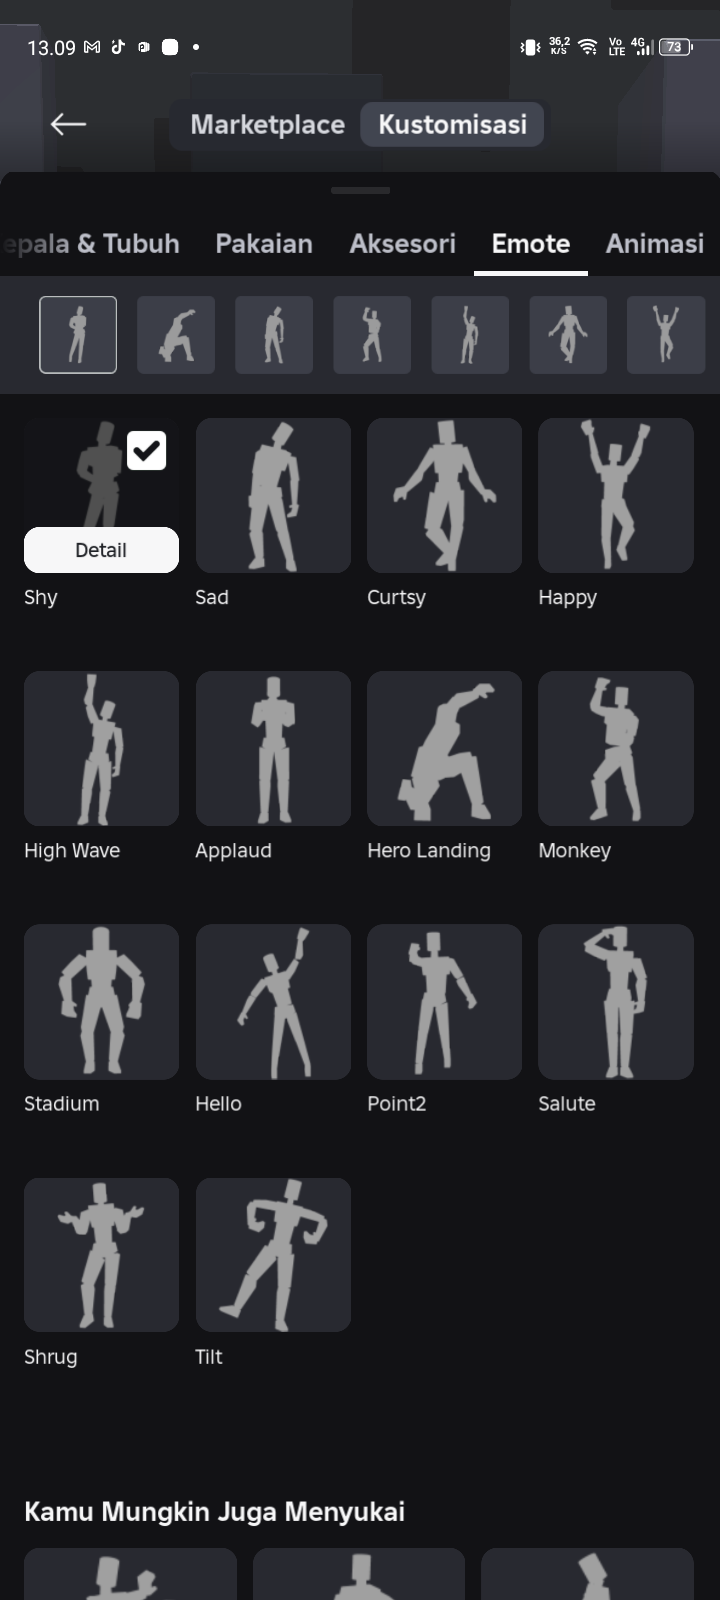 13.09 36,2 K/S Vo LTE 4G 73
Marketplace Kustomisasi
epala & Tubuh Pakaian Aksesori Emote Animasi
Detail
Shy Sad Curtsy Happy
High Wave Applaud Hero Landing Monkey
Stadium Hello Point2 Salute
Shrug Tilt
Kamu Mungkin Juga Menyukai